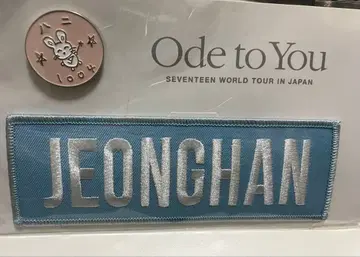 ハニ
1004
Ode to You
SEVENTEEN WORLD TOUR IN JAPAN
JEONGHAN